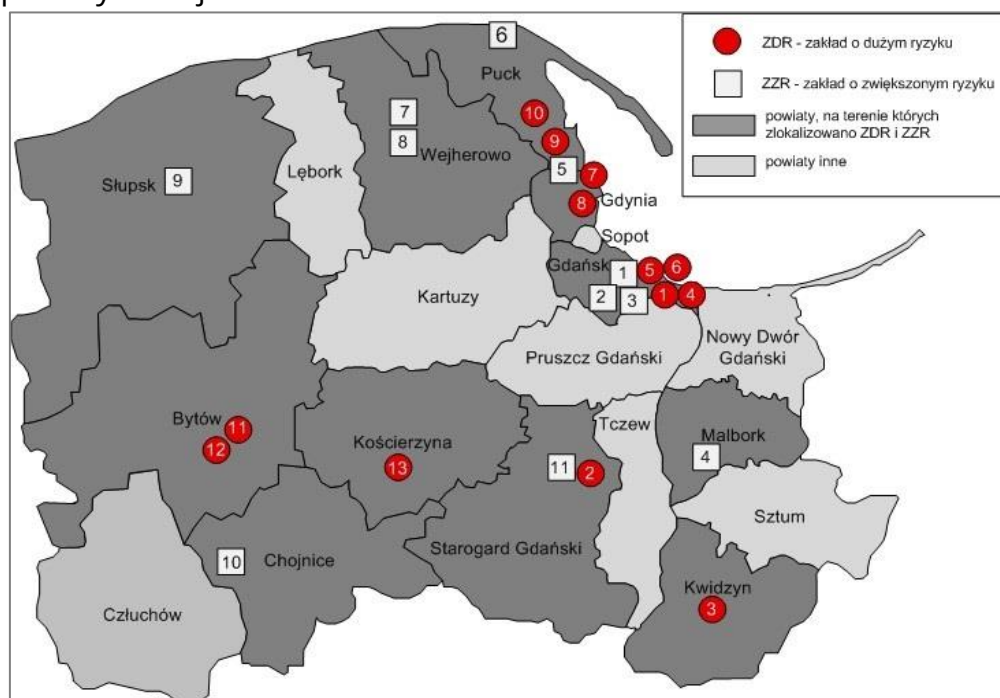 6
ZDR - zakład o dużym ryzyku
Puck
ZZR - zakład o zwiększonym ryzyku
7
10
powiaty, na terenie których
zlokalizowano ZDR i ZZR
8
Wejherowo
9
powiaty inne
Słupsk
9
Lębork
5
7
8
Gdynia
Sopot
Gdańsk
1
5
6
2
3
1
4
Kartuzy
Nowy Dwór
Gdański
Pruszcz Gdański
Bytów
11
12
Kościerzyna
13
Tczew
Malbork
4
11
2
Sztum
Starogard Gdański
10
Chojnice
Kwidzyn
3
Człuchów